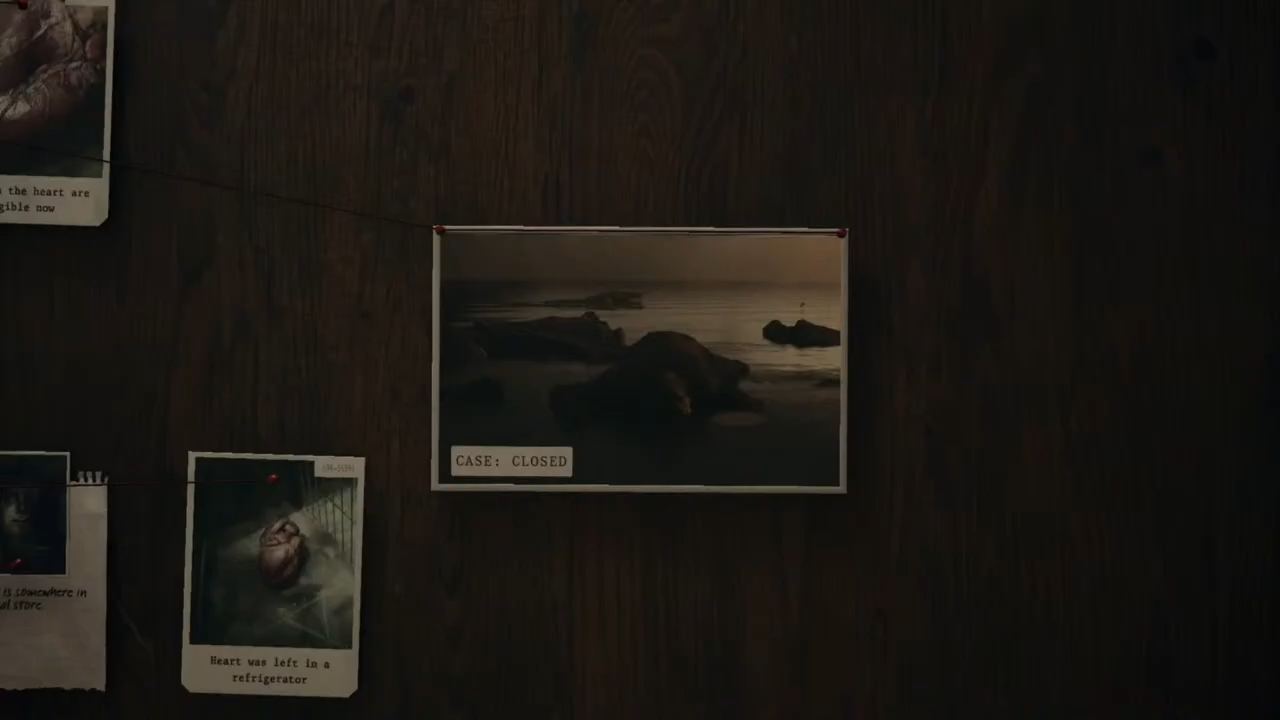 the heart are
gible now
CASE: CLOSED
is somewhere in
al store.
Heart was left in a
refrigerator